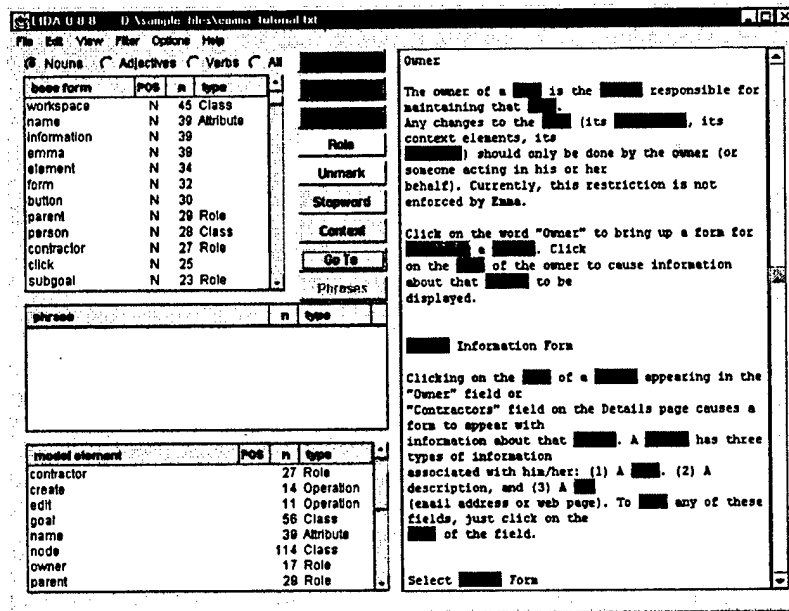 LIDA 0.8.8 D:\sample_files\emma_tutorial.txt
File Edit View Filter Options Help
Nouns Adjectives Verbs All
base form POS n type
workspace N 45 Class
name N 39 Attribute
information N 39
emma N 39
element N 34
form N 32
button N 30
parent N 29 Role
person N 28 Class
contractor N 27 Role
click N 25
subgoal N 23 Role
Role
Unmark
Stopword
Context
Go To
Phrases
phrase n type
model element POS n type
contractor 27 Role
create 14 Operation
edit 11 Operation
goal 56 Class
name 39 Attribute
node 114 Class
owner 17 Role
parent 29 Role
Owner
The owner of a is the responsible for
maintaining that .
Any changes to the (its , its
context elements, its
) should only be done by the owner (or
someone acting in his or her
behalf). Currently, this restriction is not
enforced by Emma.
Click on the word "Owner" to bring up a form for
a . Click
on the of the owner to cause information
about that to be
displayed.
Information Form
Clicking on the of a appearing in the
"Owner" field or
"Contractors" field on the Details page causes a
form to appear with
information about that . A has three
types of information
associated with him/her: (1) A . (2) A
description, and (3) A
(email address or web page). To any of these
fields, just click on the
of the field.
Select Form